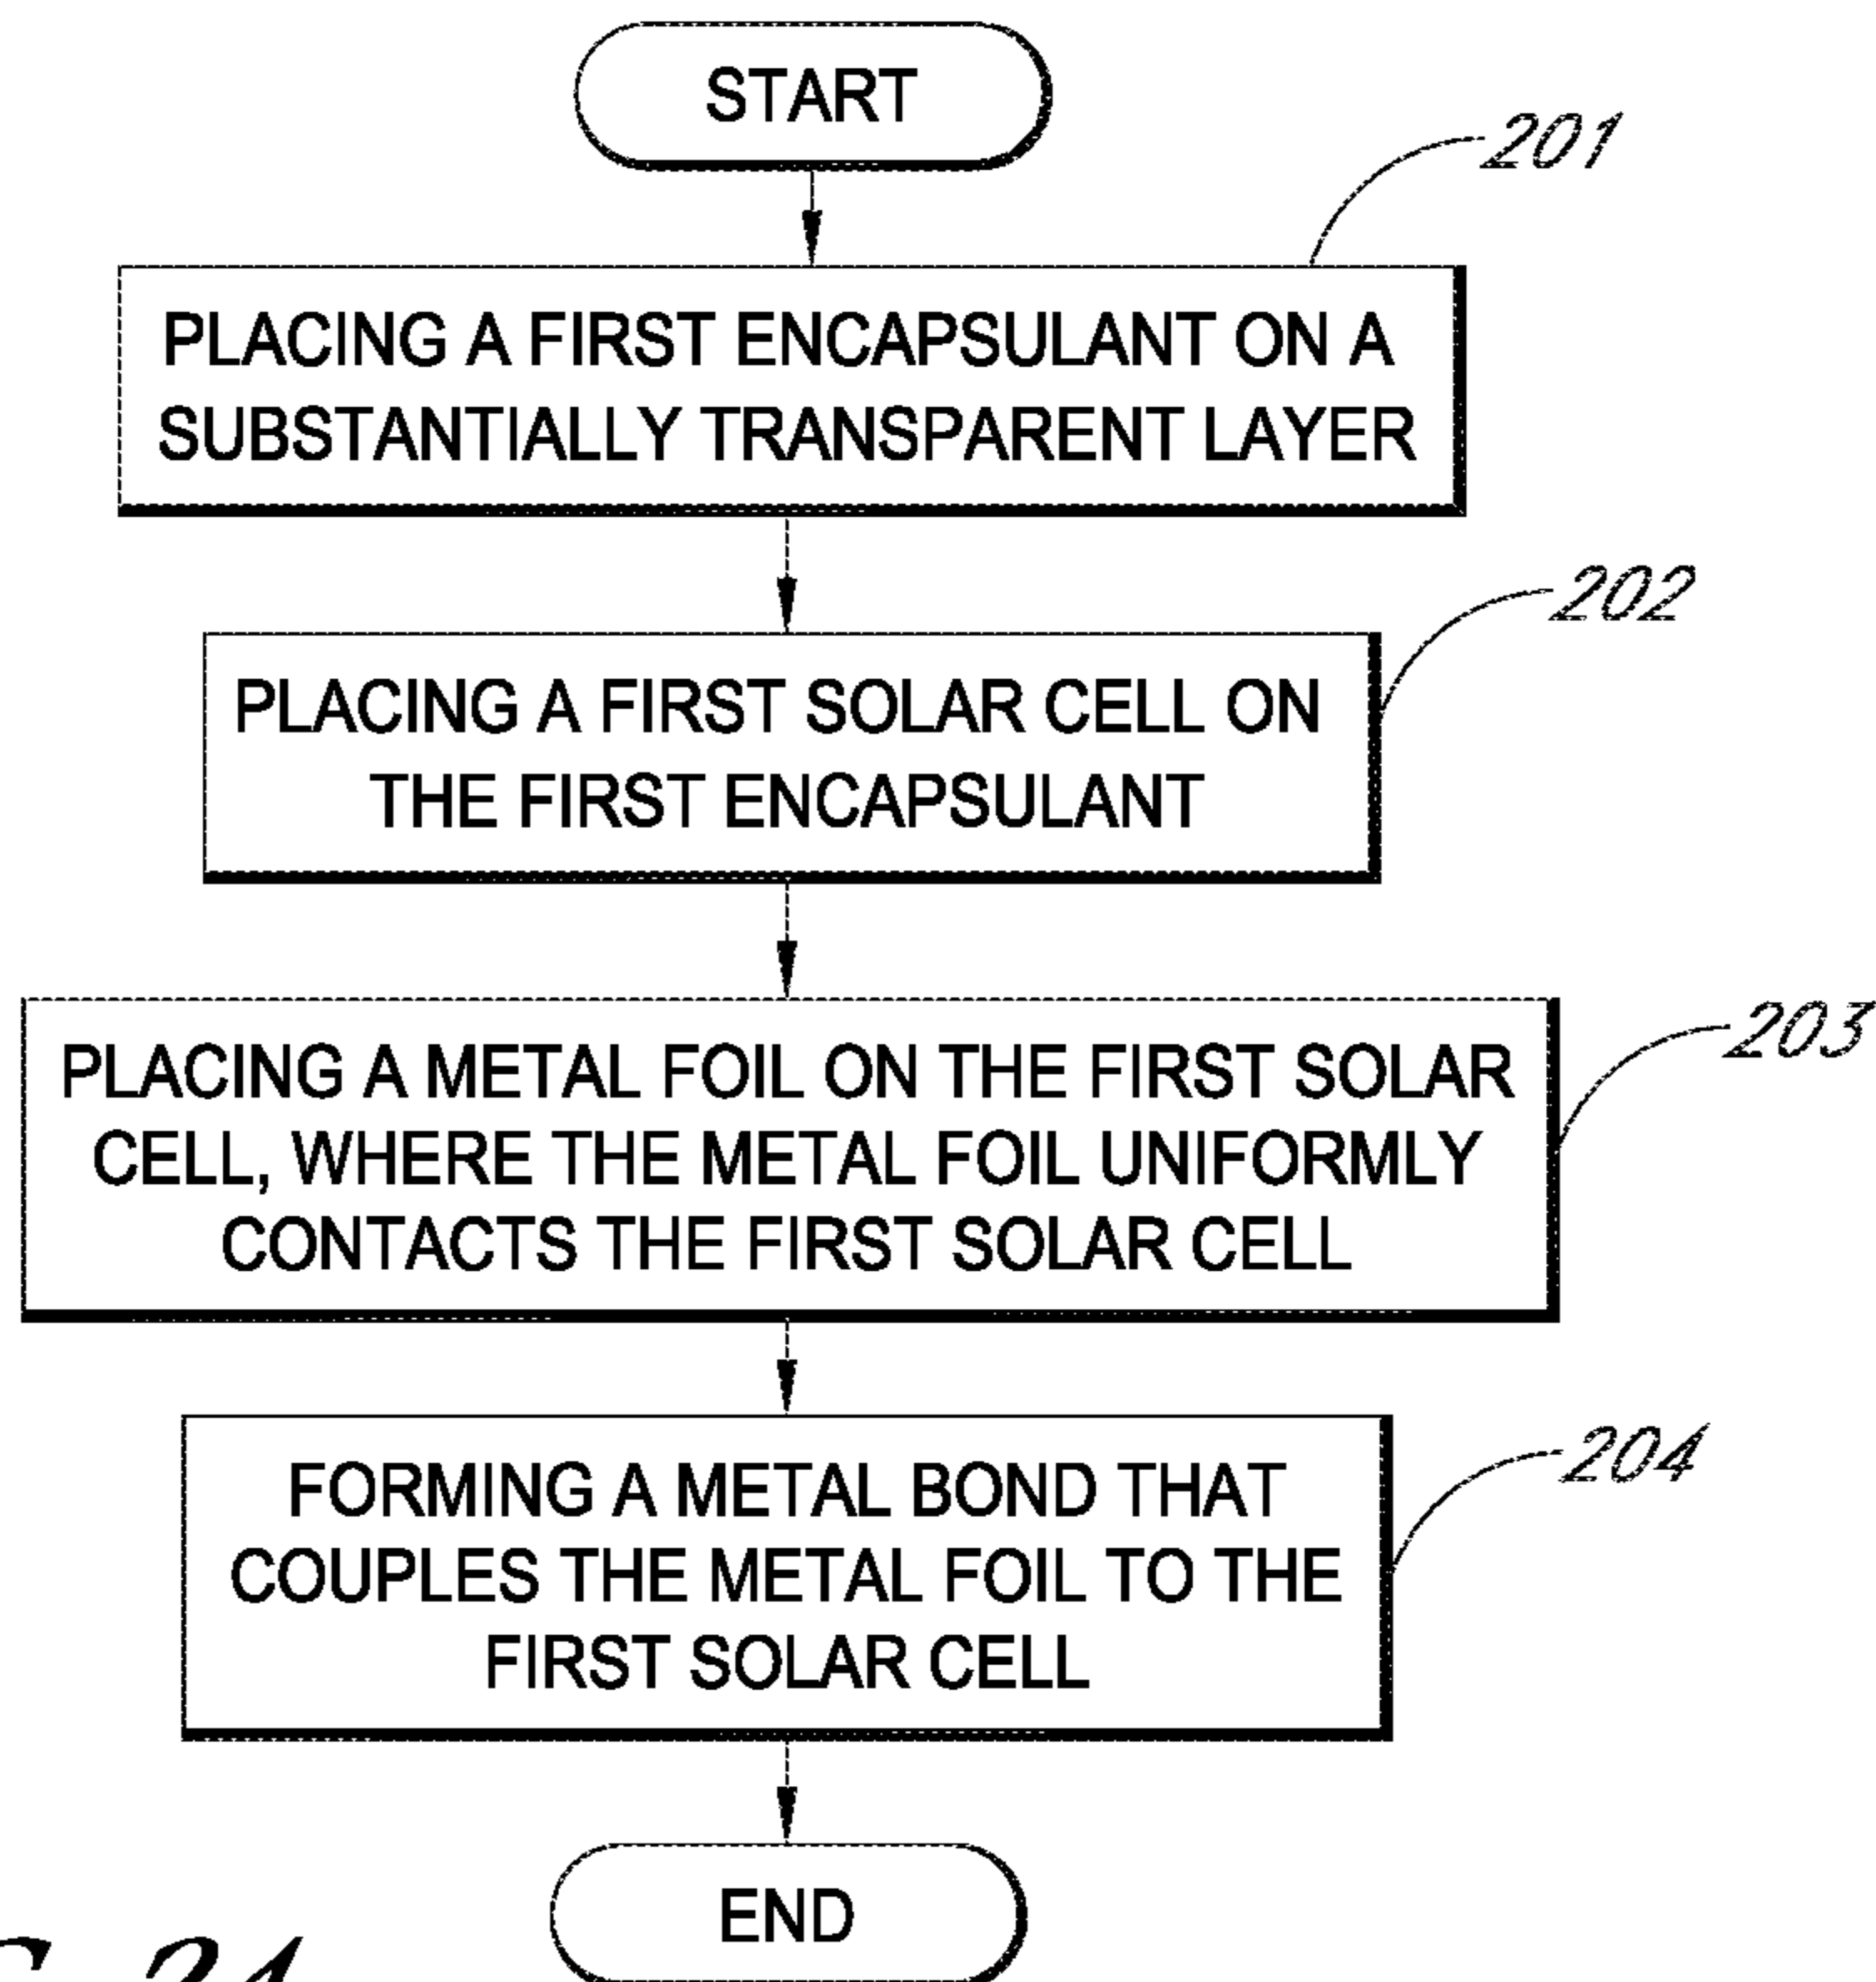 START
201
PLACING A FIRST ENCAPSULANT ON A
SUBSTANTIALLY TRANSPARENT LAYER
202
PLACING A FIRST SOLAR CELL ON
THE FIRST ENCAPSULANT
203
PLACING A METAL FOIL ON THE FIRST SOLAR
CELL, WHERE THE METAL FOIL UNIFORMLY
CONTACTS THE FIRST SOLAR CELL
204
FORMING A METAL BOND THAT
COUPLES THE METAL FOIL TO THE
FIRST SOLAR CELL
END